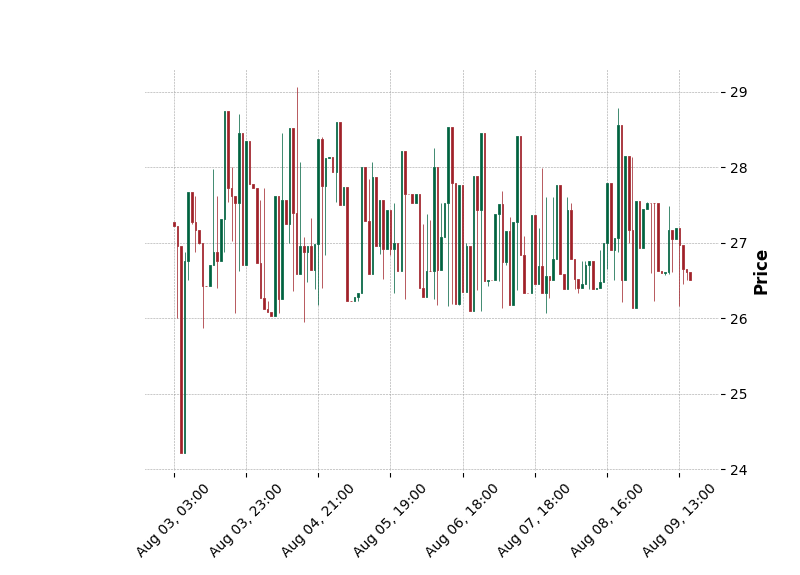 29
28
27
26
25
24
Price
Aug 03, 03:00
Aug 03, 23:00
Aug 04, 21:00
Aug 05, 19:00
Aug 06, 18:00
Aug 07, 18:00
Aug 08, 16:00
Aug 09, 13:00